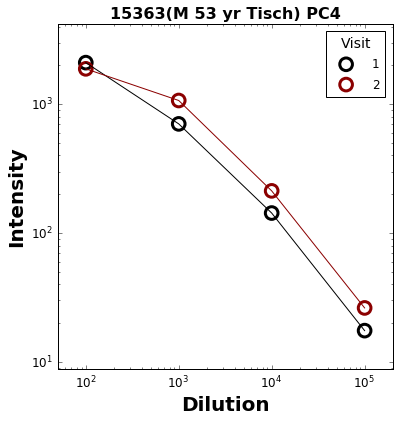 15363(M 53 yr Tisch) PC4
Visit
1
2
Intensity
10³
10²
10¹
10² 10³ 10⁴ 10⁵
Dilution